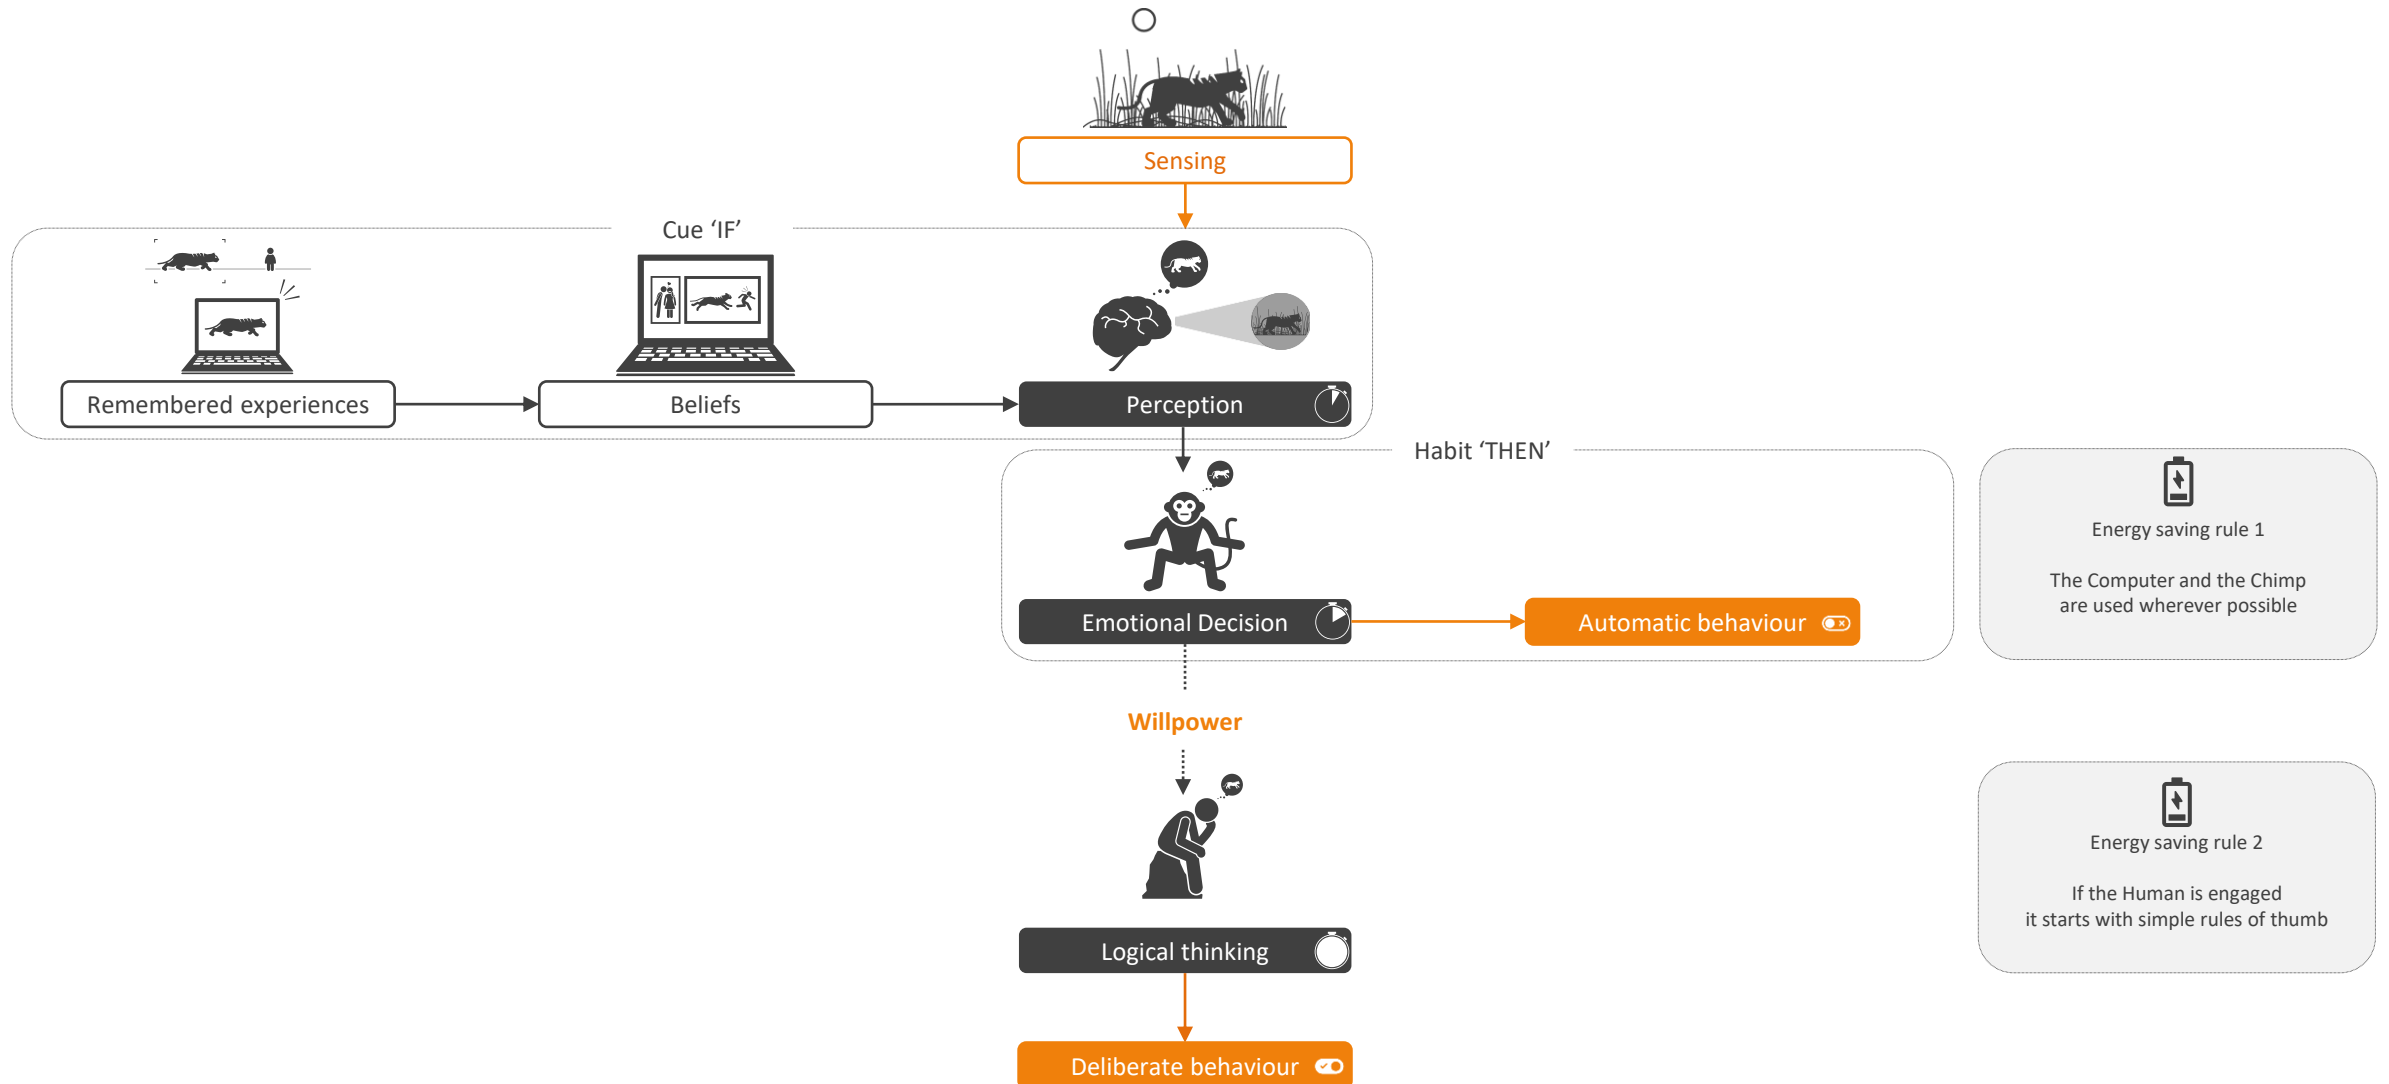 Sensing
Cue ‘IF’
Remembered experiences
Beliefs
Perception
Habit ‘THEN’
Emotional Decision
Automatic behaviour
Energy saving rule 1
The Computer and the Chimp
are used wherever possible
Willpower
Energy saving rule 2
If the Human is engaged
it starts with simple rules of thumb
Logical thinking
Deliberate behaviour